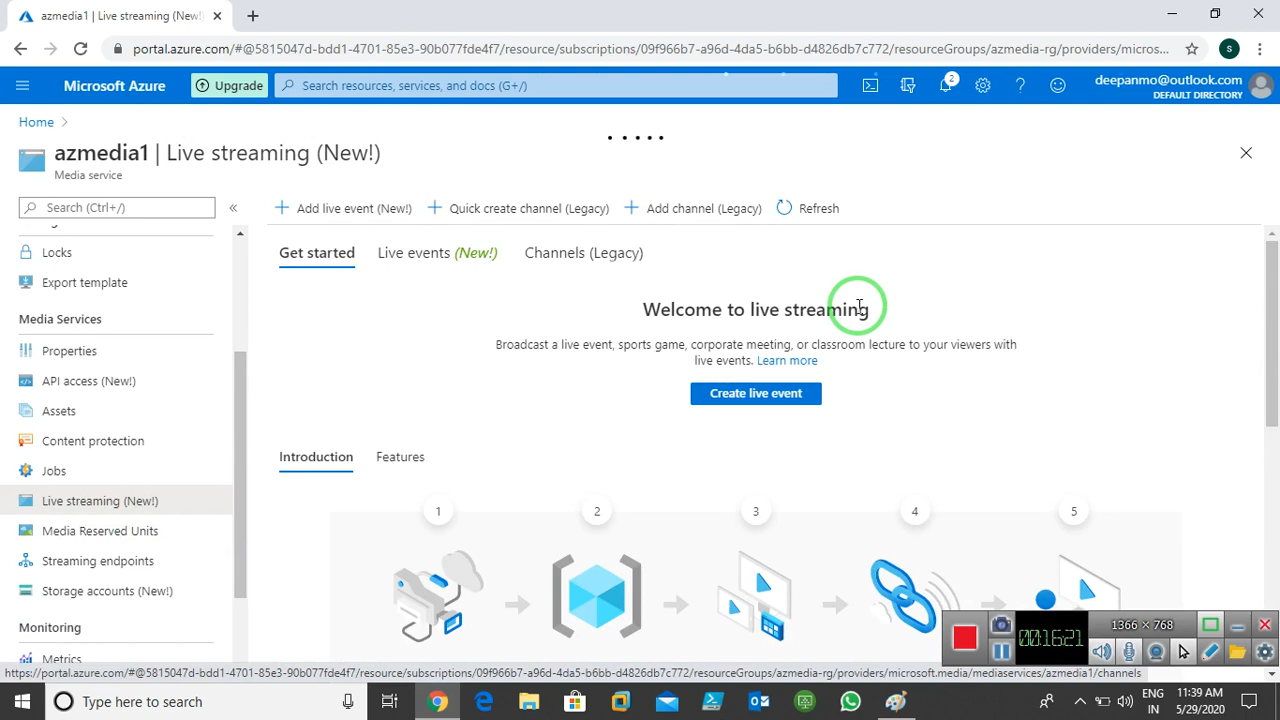 azmedia1 | Live streaming (New!)
portal.azure.com/#@5815047d-bdd1-4701-85e3-90b077fde4f7/resource/subscriptions/09f966b7-a96d-4da5-b6bb-d4826db7c772/resourceGroups/azmedia-rg/providers/micros...
S
Microsoft Azure
Upgrade
Search resources, services, and docs (G+/)
2
deepanmo@outlook.com
DEFAULT DIRECTORY
Home >
azmedia1 | Live streaming (New!)
Media service
Search (Ctrl+/)
«
Add live event (New!)
Quick create channel (Legacy)
Add channel (Legacy)
Refresh
Locks
Export template
Media Services
Properties
API access (New!)
Assets
Content protection
Jobs
Live streaming (New!)
Media Reserved Units
Streaming endpoints
Storage accounts (New!)
Monitoring
Metrics
Get started
Live events (New!)
Channels (Legacy)
Welcome to live streaming
Broadcast a live event, sports game, corporate meeting, or classroom lecture to your viewers with
live events. Learn more
Create live event
Introduction
Features
1
2
3
4
5
1366 × 768
00:16:21
https://portal.azure.com/#@5815047d-bdd1-4701-85e3-90b077fde4f7/resource/subscriptions/09f966b7-a96d-4da5-b6bb-d4826db7c772/resourceGroups/azmedia-rg/providers/microsoft.media/mediaservices/azmedia1/channels
Type here to search
ENG
IN
11:39 AM
5/29/2020